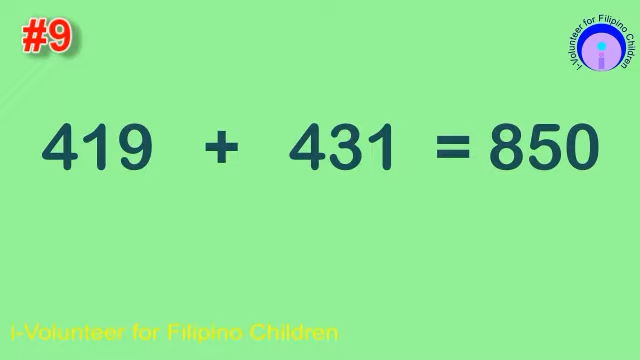 #9
i-Volunteer for Filipino Children
419 + 431 = 850
i-Volunteer for Filipino Children